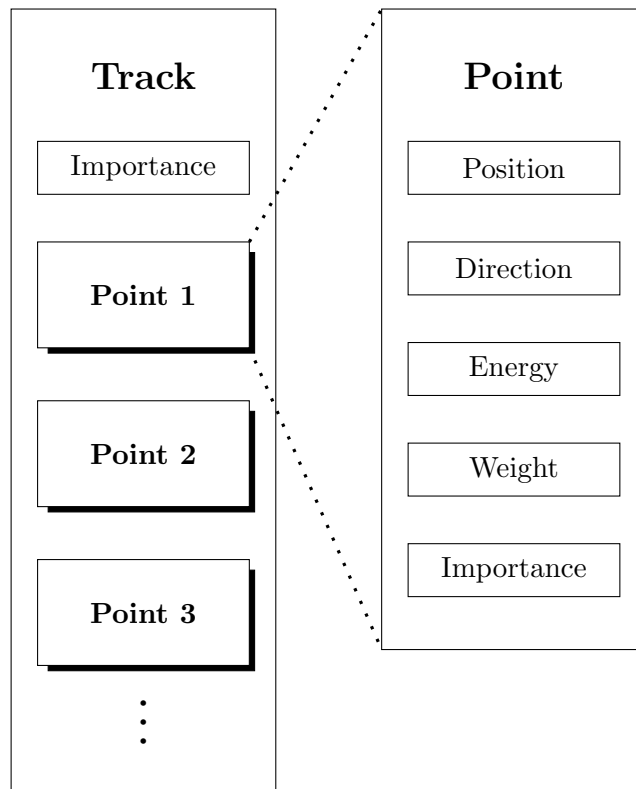 Track
Importance
Point 1
Point 2
Point 3
Point
Position
Direction
Energy
Weight
Importance